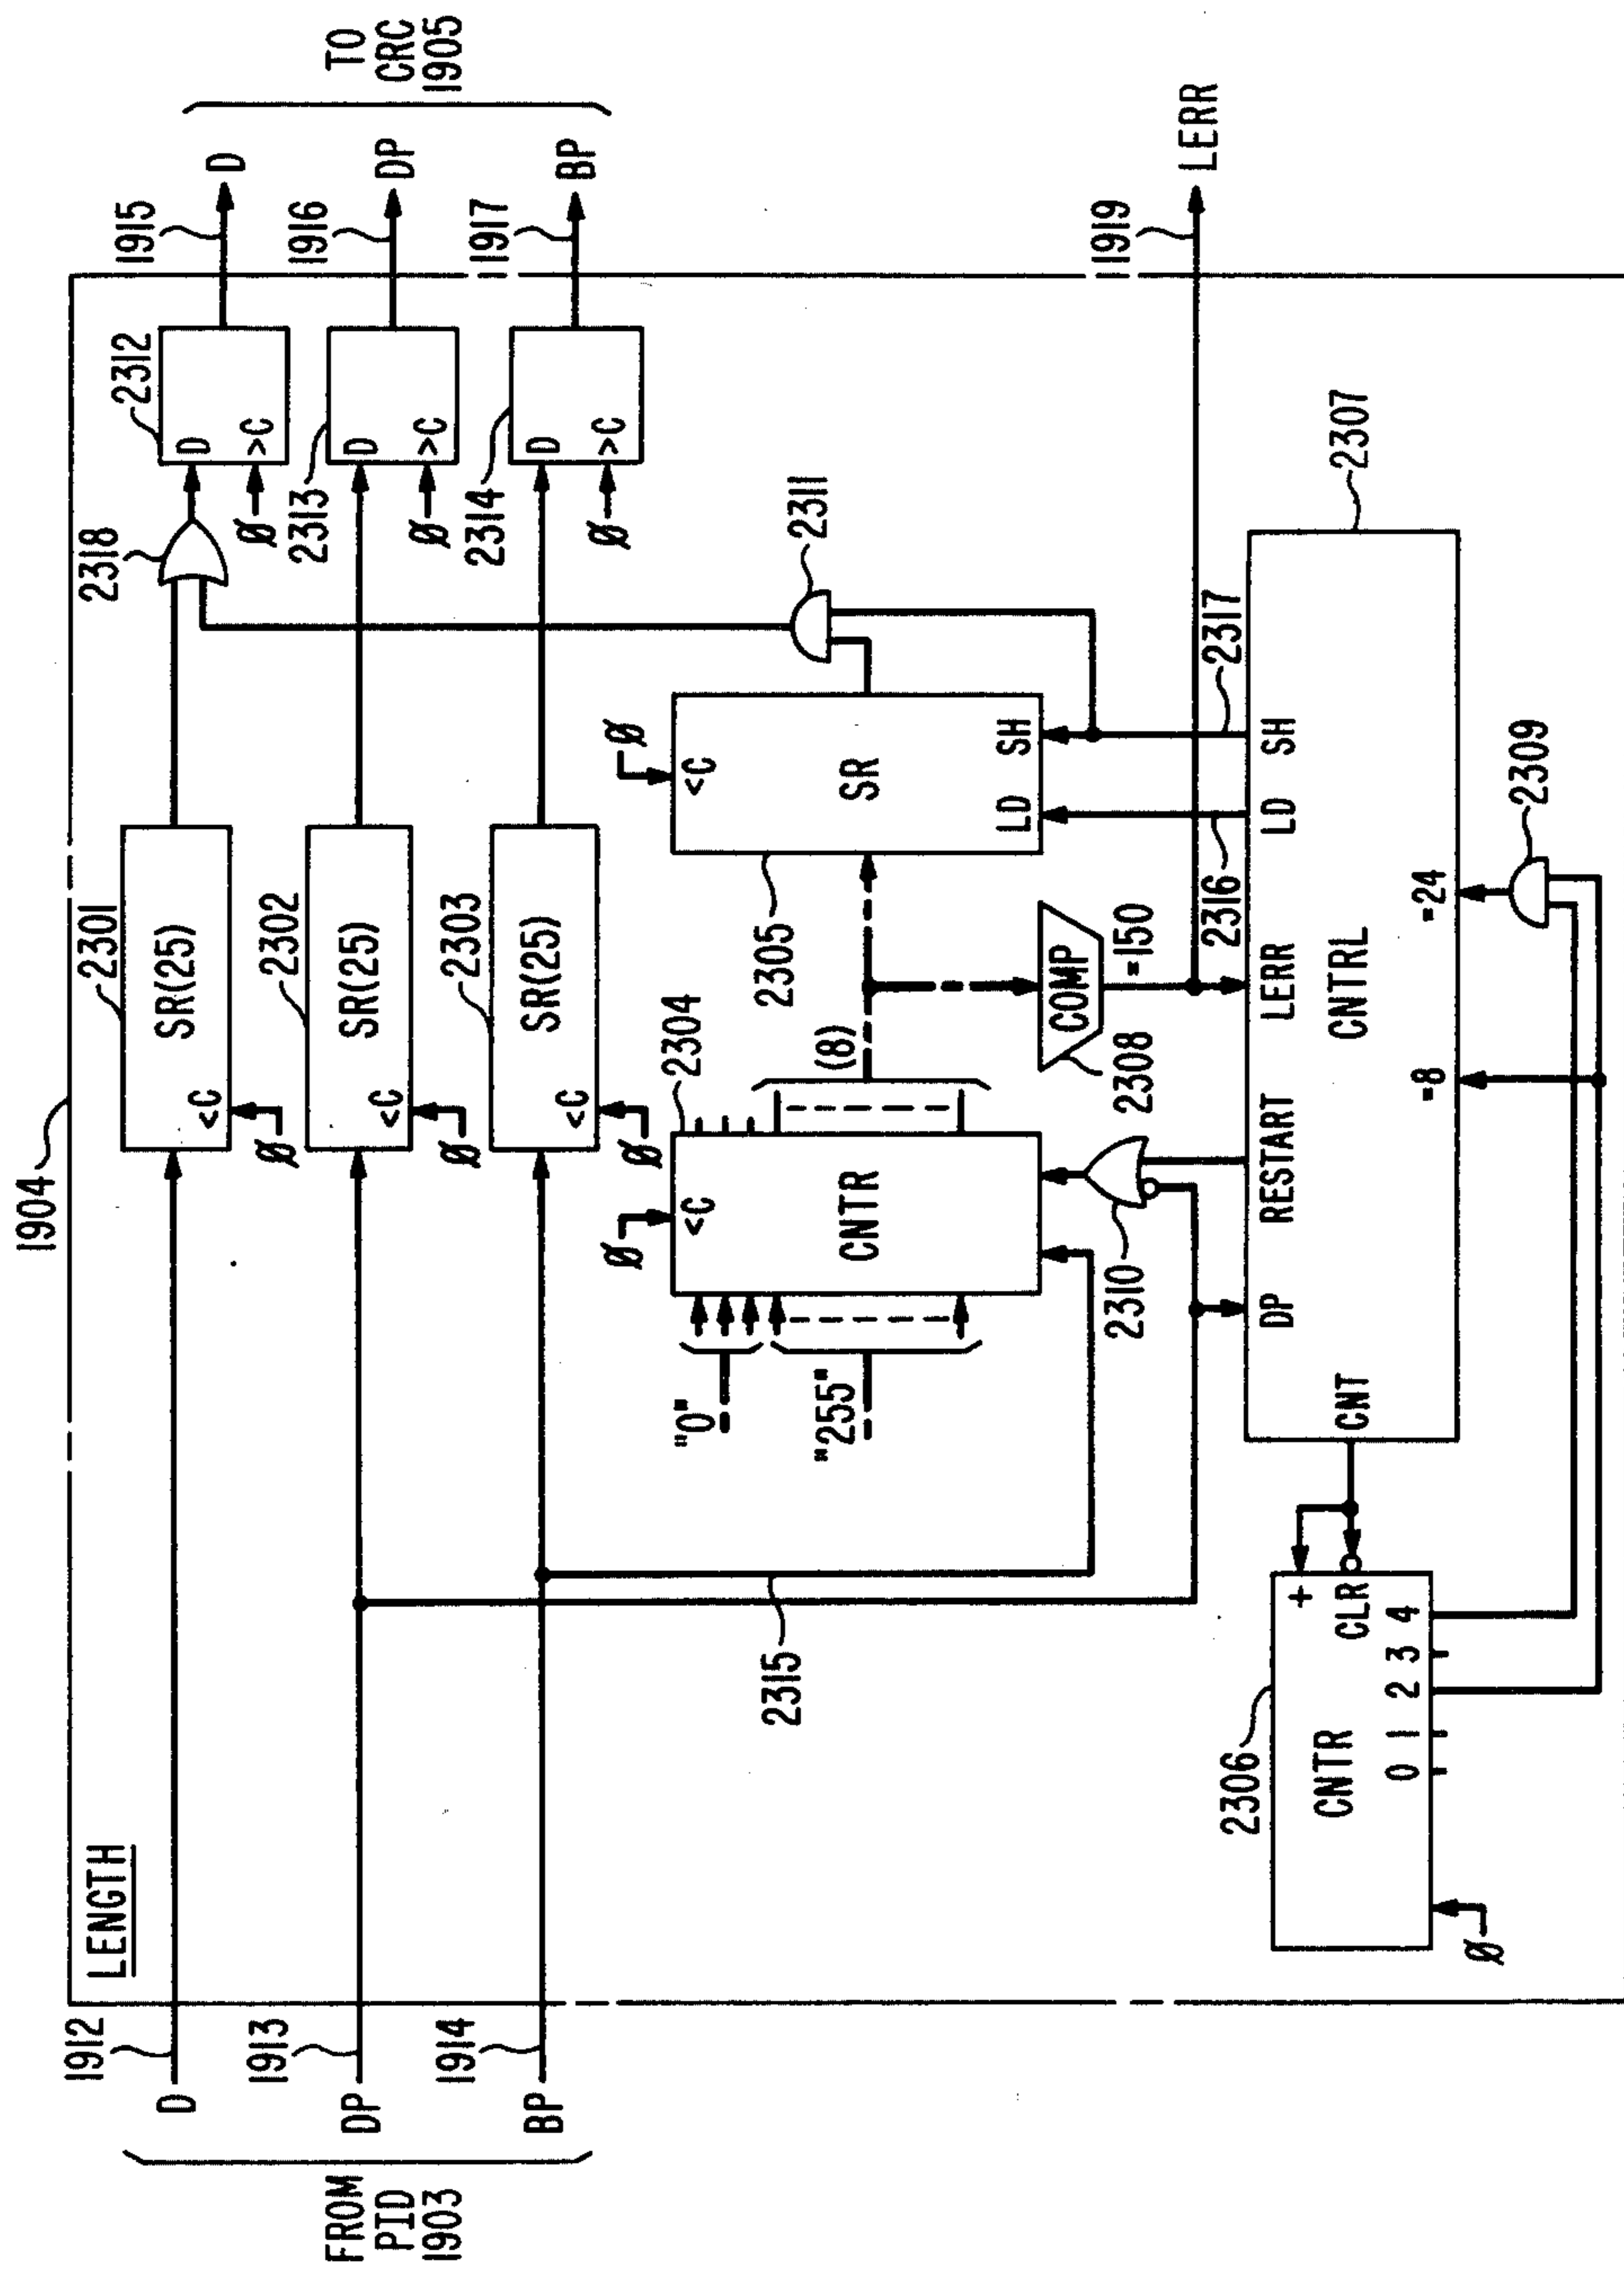 1904
LENGTH
FROM
PID
1903
D
1912
DP
1913
BP
1914
2301
SR(25)
<C
Ø
2302
SR(25)
<C
Ø
2303
SR(25)
<C
Ø
2318
2312
D
>C
Ø
2313
D
>C
Ø
2314
D
>C
Ø
1915
D
1916
DP
1917
BP
TO
CRC
1905
"0"
"255"
Ø
<C
CNTR
2304
(8)
2305
Ø
<C
SR
LD
SH
2311
2315
2310
2308
COMP
=150
2316
2317
1919
LERR
2306
CNTR
+
CLR
0 1 2 3 4
Ø
CNT
DP
RESTART
LERR
LD
SH
CNTRL
=8
=24
2307
2309